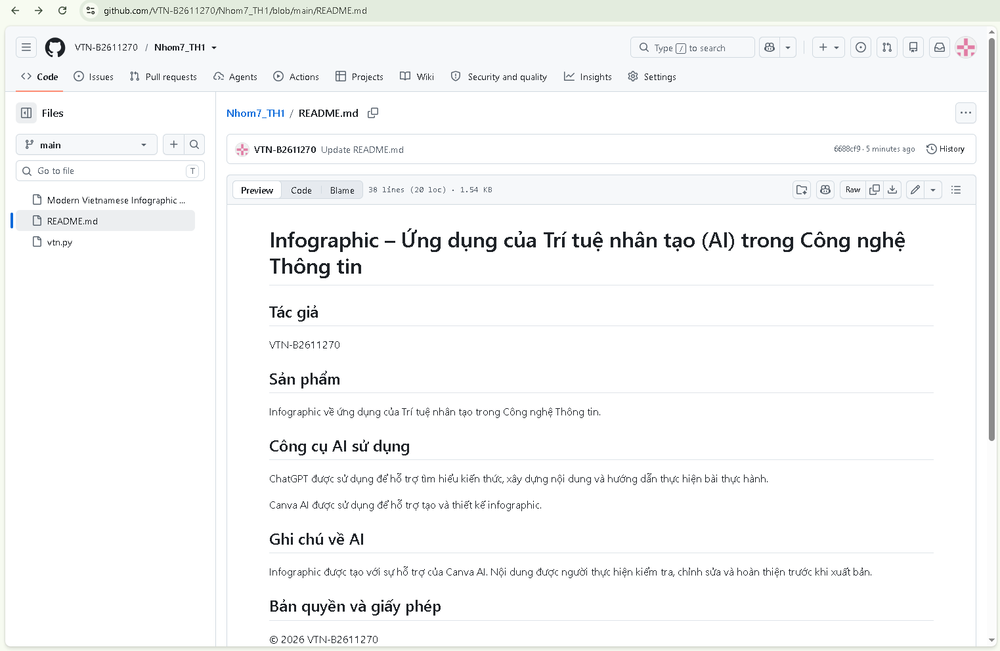 github.com/VTN-B2611270/Nhom7_TH1/blob/main/README.md
VTN-B2611270 / Nhom7_TH1
Type / to search
Code Issues Pull requests Agents Actions Projects Wiki Security and quality Insights Settings
Files
Nhom7_TH1 / README.md
main
VTN-B2611270 Update README.md
6688cf9 · 5 minutes ago
History
Go to file
T
Preview Code Blame 38 lines (20 loc) · 1.54 KB
Raw
Modern Vietnamese Infographic ...
README.md
vtn.py
Infographic – Ứng dụng của Trí tuệ nhân tạo (AI) trong Công nghệ
Thông tin
Tác giả
VTN-B2611270
Sản phẩm
Infographic về ứng dụng của Trí tuệ nhân tạo trong Công nghệ Thông tin.
Công cụ AI sử dụng
ChatGPT được sử dụng để hỗ trợ tìm hiểu kiến thức, xây dựng nội dung và hướng dẫn thực hiện bài thực hành.
Canva AI được sử dụng để hỗ trợ tạo và thiết kế infographic.
Ghi chú về AI
Infographic được tạo với sự hỗ trợ của Canva AI. Nội dung được người thực hiện kiểm tra, chỉnh sửa và hoàn thiện trước khi xuất bản.
Bản quyền và giấy phép
© 2026 VTN-B2611270